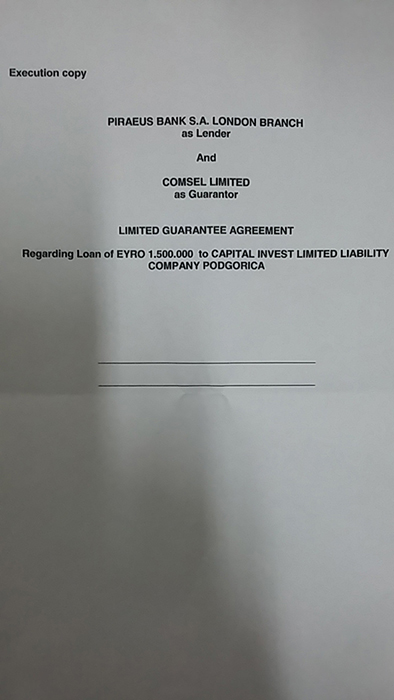 Execution copy
PIRAEUS BANK S.A. LONDON BRANCH
as Lender
And
COMSEL LIMITED
as Guarantor
LIMITED GUARANTEE AGREEMENT
Regarding Loan of EYRO 1.500.000 to CAPITAL INVEST LIMITED LIABILITY
COMPANY PODGORICA